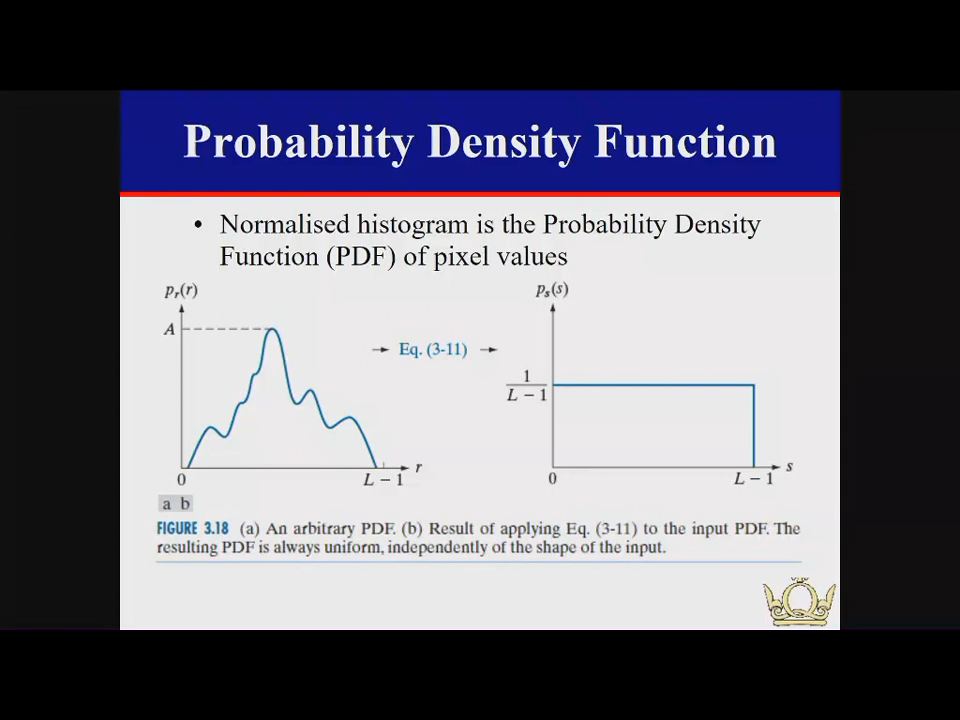 Probability Density Function
• Normalised histogram is the Probability Density
Function (PDF) of pixel values
p_r(r)
A
0
L − 1
r
Eq. (3-11)
p_s(s)
1
L − 1
0
L − 1
s
a b
FIGURE 3.18 (a) An arbitrary PDF. (b) Result of applying Eq. (3-11) to the input PDF. The
resulting PDF is always uniform, independently of the shape of the input.